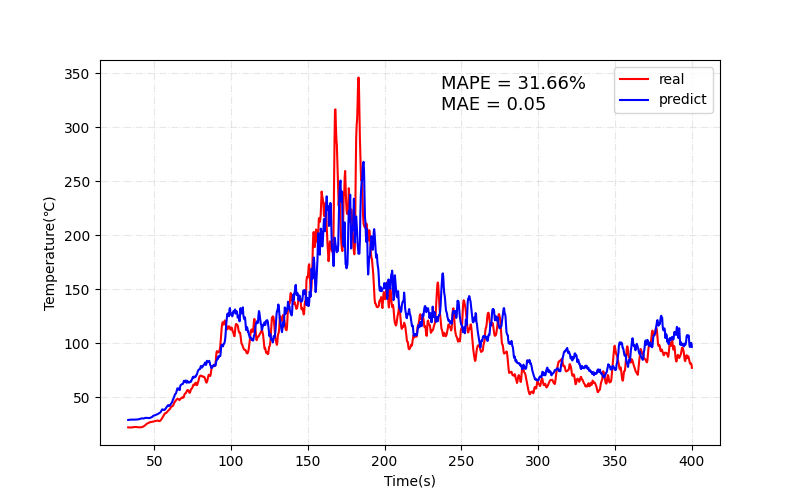 MAPE = 31.66%
MAE = 0.05
real
predict
350
300
250
200
150
100
50
Temperature(℃)
50 100 150 200 250 300 350 400
Time(s)